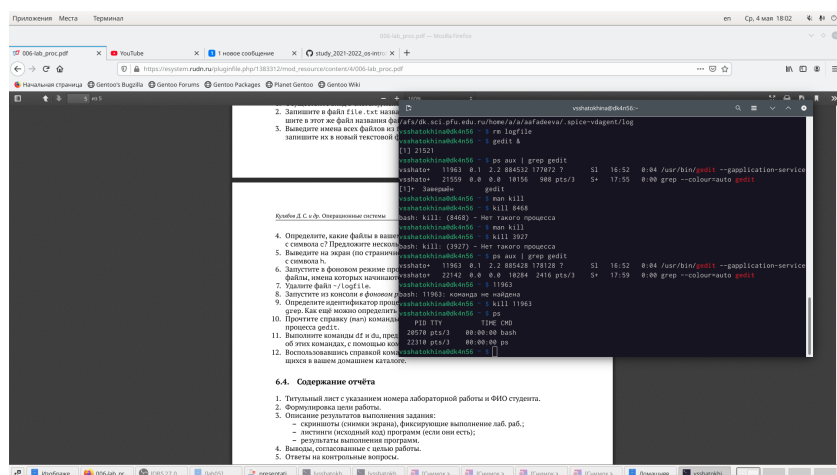 Приложения Места Терминал
en Ср, 4 мая 18:02
006-lab_proc.pdf — Mozilla Firefox
006-lab_proc.pdf × YouTube × 1 новое сообщение × study_2021-2022_os-intro × +
https://esystem.rudn.ru/pluginfile.php/1383312/mod_resource/content/4/006-lab_proc.pdf
Начальная страница Gentoo's Bugzilla Gentoo Forums Gentoo Packages Planet Gentoo Gentoo Wiki
5 из 5
2. Запишите в файл file.txt назва
шите в этот же файл названия фа
3. Выведите имена всех файлов из
запишите их в новый текстовой
Кулябов Д. С. и др. Операционные системы
4. Определите, какие файлы в ваше
с символа c? Предложите несколь
5. Выведите на экран (по странич
с символа h.
6. Запустите в фоновом режиме про
файлы, имена которых начинают
7. Удалите файл ~/logfile.
8. Запустите из консоли в фоновом
9. Определите идентификатор проце
grep. Как ещё можно определить
10. Прочтите справку (man) команды
процесса gedit.
11. Выполните команды df и du, пред
об этих командах, с помощью ком
12. Воспользовавшись справкой кома
щихся в вашем домашнем каталоге.
6.4. Содержание отчёта
1. Титульный лист с указанием номера лабораторной работы и ФИО студента.
2. Формулировка цели работы.
3. Описание результатов выполнения задания:
– скриншоты (снимки экрана), фиксирующие выполнение лаб. раб.;
– листинги (исходный код) программ (если они есть);
– результаты выполнения программ.
4. Выводы, согласованные с целью работы.
5. Ответы на контрольные вопросы.
vsshatokhina@dk4n56:~
/afs/dk.sci.pfu.edu.ru/home/a/a/aafadeeva/.spice-vdagent/log
vsshatokhina@dk4n56 ~ $ rm logfile
vsshatokhina@dk4n56 ~ $ gedit &
[1] 21521
vsshatokhina@dk4n56 ~ $ ps aux | grep gedit
vsshato+ 11963 0.1 2.2 884532 177072 ? Sl 16:52 0:04 /usr/bin/gedit --gapplication-service
vsshato+ 21559 0.0 0.0 10156 908 pts/3 S+ 17:55 0:00 grep --colour=auto gedit
[1]+ Завершён gedit
vsshatokhina@dk4n56 ~ $ man kill
vsshatokhina@dk4n56 ~ $ kill 8468
bash: kill: (8468) - Нет такого процесса
vsshatokhina@dk4n56 ~ $ man kill
vsshatokhina@dk4n56 ~ $ kill 3927
bash: kill: (3927) - Нет такого процесса
vsshatokhina@dk4n56 ~ $ ps aux | grep gedit
vsshato+ 11963 0.1 2.2 885428 178128 ? Sl 16:52 0:04 /usr/bin/gedit --gapplication-service
vsshato+ 22142 0.0 0.0 10284 2416 pts/3 S+ 17:59 0:00 grep --colour=auto gedit
vsshatokhina@dk4n56 ~ $ 11963
bash: 11963: команда не найдена
vsshatokhina@dk4n56 ~ $ kill 11963
vsshatokhina@dk4n56 ~ $ ps
PID TTY TIME CMD
20570 pts/3 00:00:00 bash
22310 pts/3 00:00:00 ps
vsshatokhina@dk4n56 ~ $